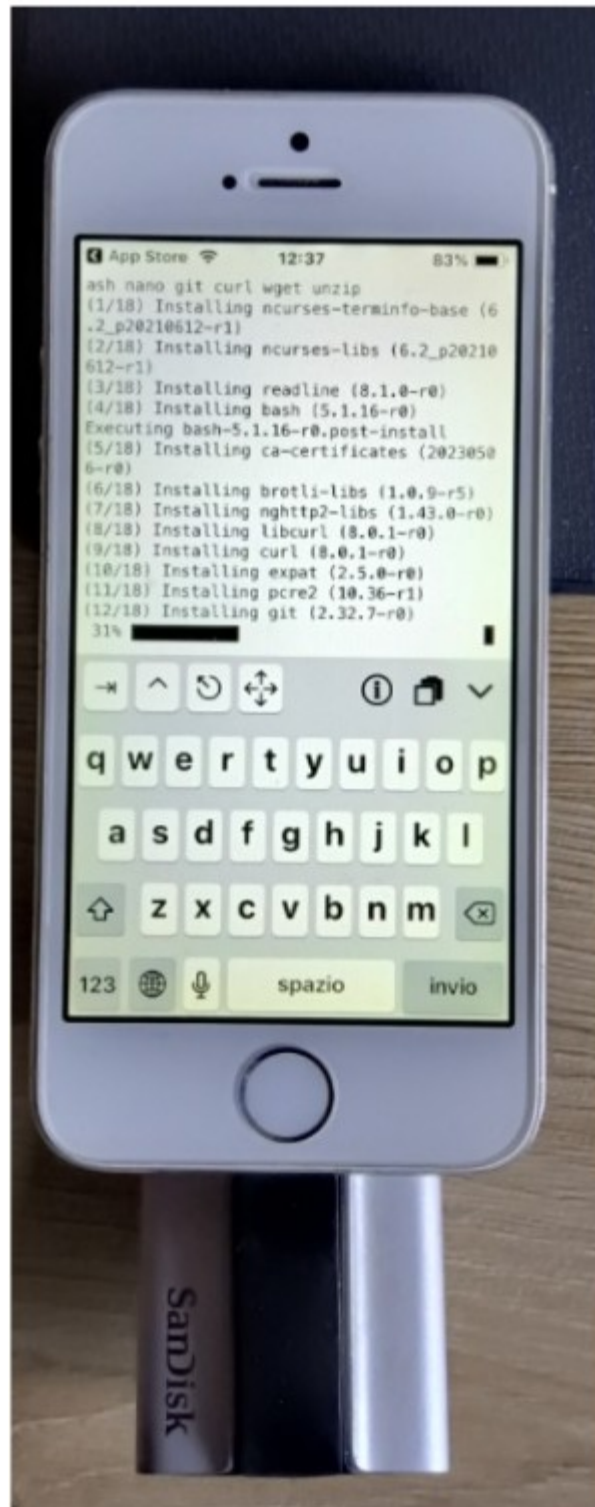 App Store 12:37 83%
ash nano git curl wget unzip
(1/18) Installing ncurses-terminfo-base (6
.2_p20210612-r1)
(2/18) Installing ncurses-libs (6.2_p20210
612-r1)
(3/18) Installing readline (8.1.0-r0)
(4/18) Installing bash (5.1.16-r0)
Executing bash-5.1.16-r0.post-install
(5/18) Installing ca-certificates (2023050
6-r0)
(6/18) Installing brotli-libs (1.0.9-r5)
(7/18) Installing nghttp2-libs (1.43.0-r0)
(8/18) Installing libcurl (8.0.1-r0)
(9/18) Installing curl (8.0.1-r0)
(10/18) Installing expat (2.5.0-r0)
(11/18) Installing pcre2 (10.36-r1)
(12/18) Installing git (2.32.7-r0)
31%
q w e r t y u i o p
a s d f g h j k l
z x c v b n m
123 spazio invio
SanDisk